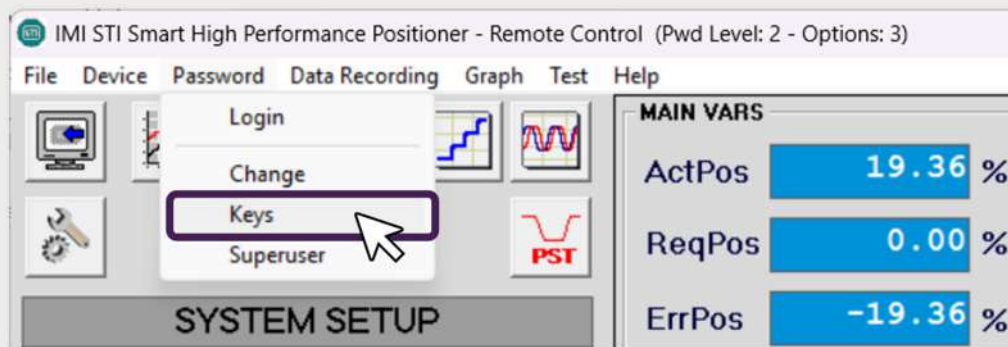 STI IMI STI Smart High Performance Positioner - Remote Control (Pwd Level: 2 - Options: 3)
File Device Password Data Recording Graph Test Help
Login
Change
Keys
Superuser
PST
SYSTEM SETUP
MAIN VARS
ActPos 19.36 %
ReqPos 0.00 %
ErrPos -19.36 %